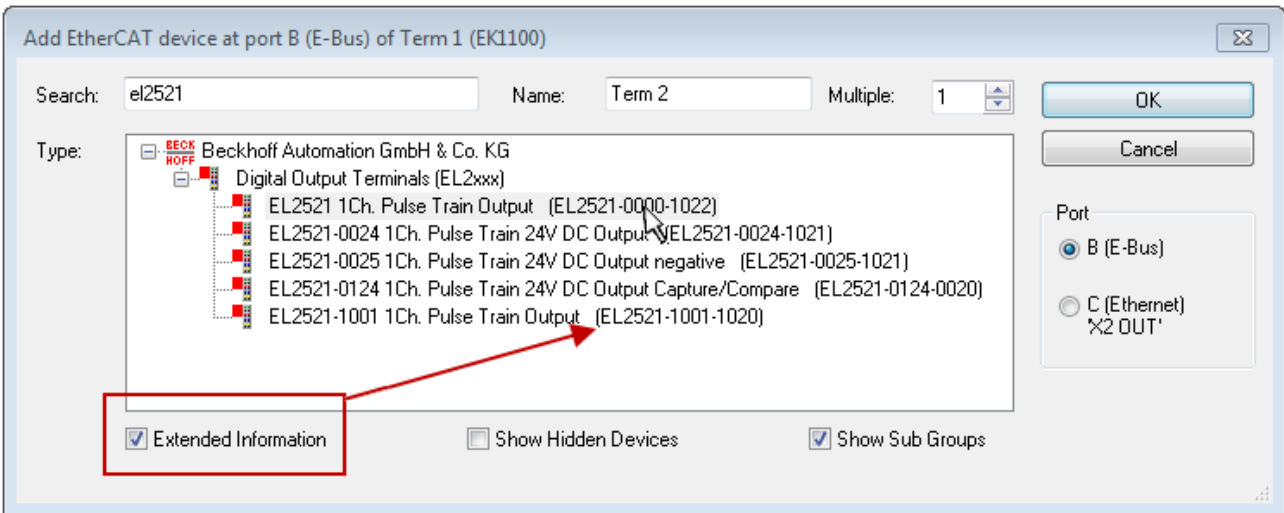 Add EtherCAT device at port B (E-Bus) of Term 1 (EK1100)
Search: el2521 Name: Term 2 Multiple: 1 OK
Type: BECKHOFF Beckhoff Automation GmbH & Co. KG Cancel
Digital Output Terminals (EL2xxx)
EL2521 1Ch. Pulse Train Output (EL2521-0000-1022)
EL2521-0024 1Ch. Pulse Train 24V DC Output (EL2521-0024-1021)
EL2521-0025 1Ch. Pulse Train 24V DC Output negative (EL2521-0025-1021)
EL2521-0124 1Ch. Pulse Train 24V DC Output Capture/Compare (EL2521-0124-0020)
EL2521-1001 1Ch. Pulse Train Output (EL2521-1001-1020)
Port
B (E-Bus)
C (Ethernet)
'X2 OUT'
Extended Information Show Hidden Devices Show Sub Groups